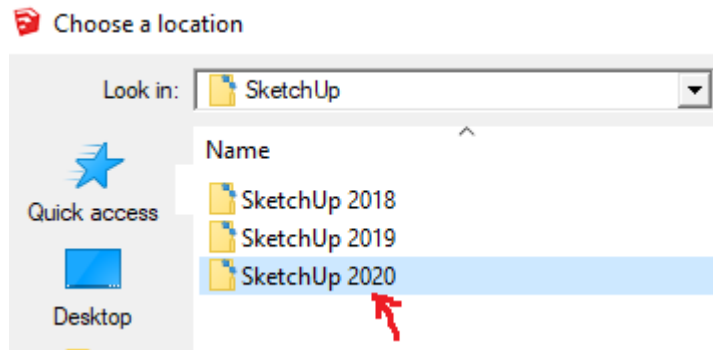 Choose a location
Look in: SketchUp
Name
Quick access
SketchUp 2018
SketchUp 2019
SketchUp 2020
Desktop